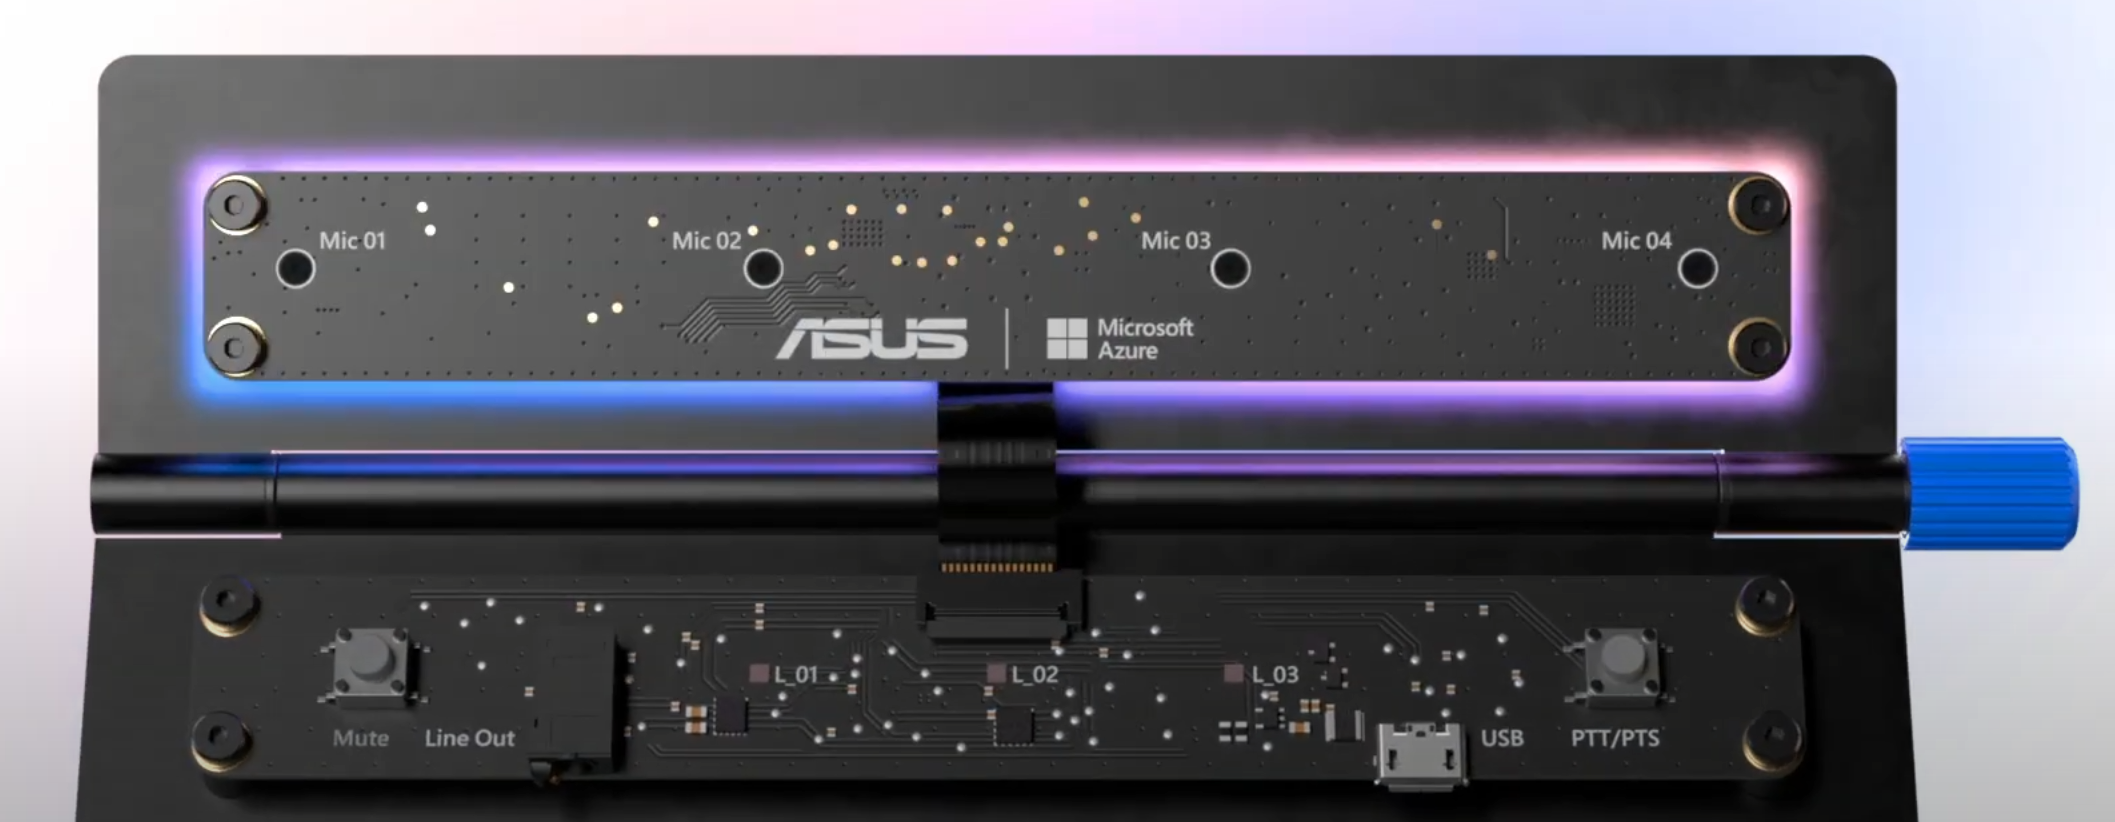 Mic 01
Mic 02
Mic 03
Mic 04
ASUS
Microsoft
Azure
L_01
L_02
L_03
Mute
Line Out
USB
PTT/PTS